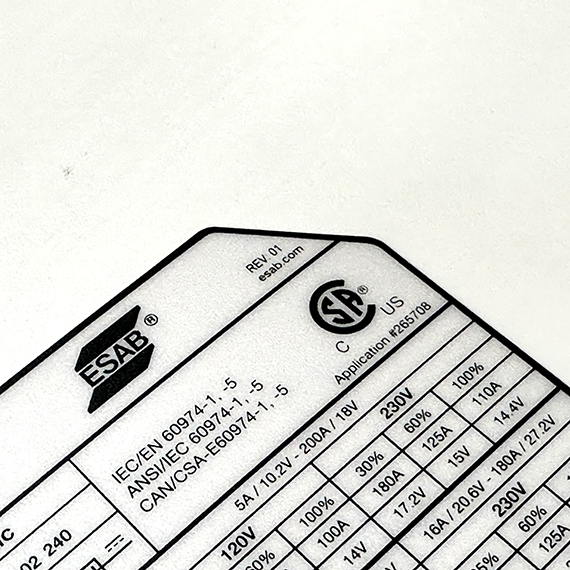 REV. 01
esab.com
ESAB®
CSA®
C US
Application #265708
IEC/EN 60974-1, -5
ANSI/IEC 60974-1, -5
CAN/CSA-E60974-1, -5
5A / 10.2V - 200A / 18V
120V 230V
100% 30% 60% 100%
100A 180A 125A 110A
14V 17.2V 15V 14.4V
16A / 20.6V - 180A / 27.2V
230V
60%
125A
240